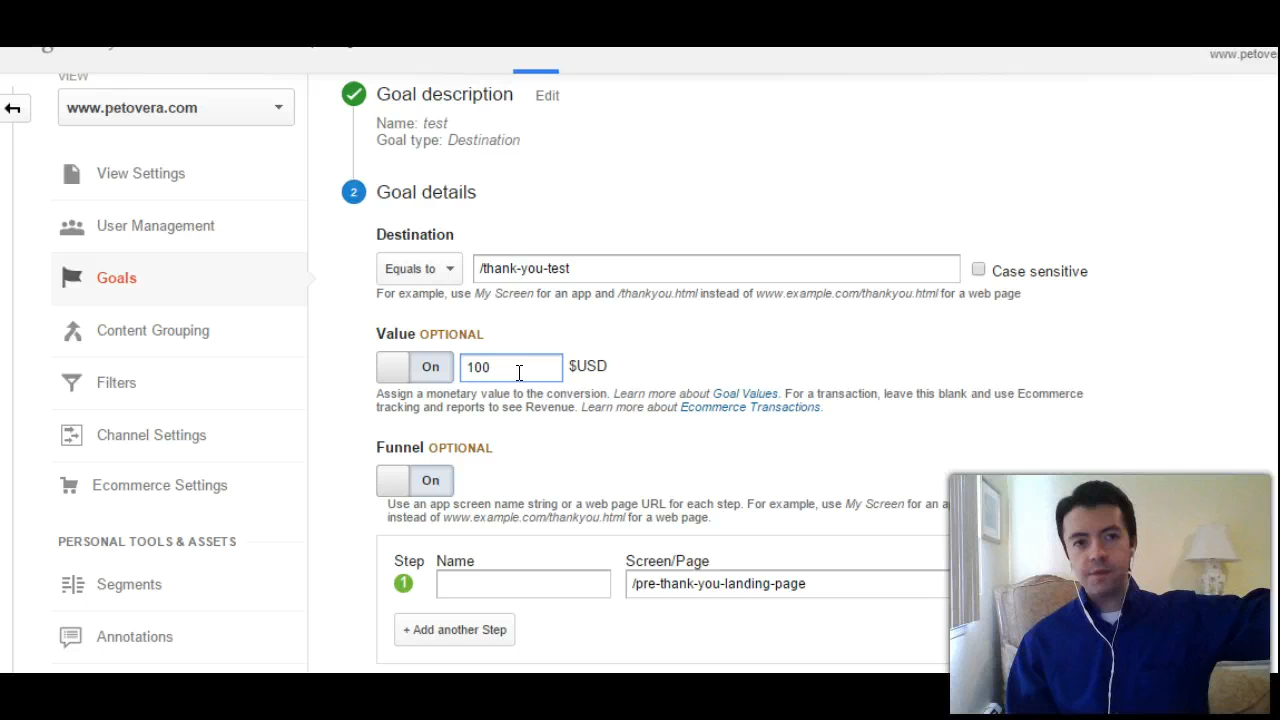 VIEW
www.petove
www.petovera.com
View Settings
User Management
Goals
Content Grouping
Filters
Channel Settings
Ecommerce Settings
PERSONAL TOOLS & ASSETS
Segments
Annotations
Goal description Edit
Name: test
Goal type: Destination
2 Goal details
Destination
Equals to /thank-you-test Case sensitive
For example, use My Screen for an app and /thankyou.html instead of www.example.com/thankyou.html for a web page
Value OPTIONAL
On 100 $USD
Assign a monetary value to the conversion. Learn more about Goal Values. For a transaction, leave this blank and use Ecommerce
tracking and reports to see Revenue. Learn more about Ecommerce Transactions.
Funnel OPTIONAL
On
Use an app screen name string or a web page URL for each step. For example, use My Screen for an a
instead of www.example.com/thankyou.html for a web page.
Step Name Screen/Page
1 /pre-thank-you-landing-page
+ Add another Step